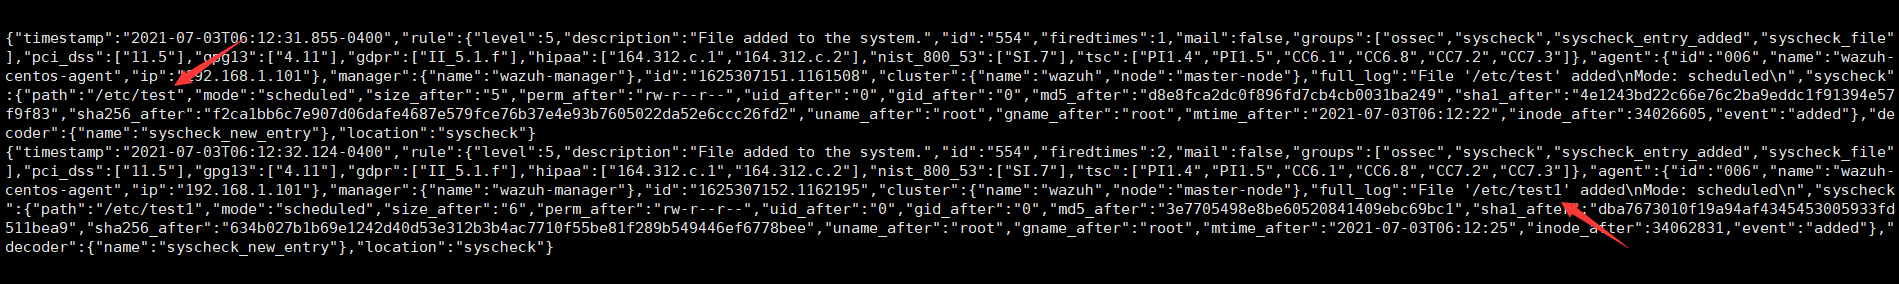 {"timestamp":"2021-07-03T06:12:31.855-0400","rule":{"level":5,"description":"File added to the system.","id":"554","firedtimes":1,"mail":false,"groups":["ossec","syscheck","syscheck_entry_added","syscheck_file"
],"pci_dss":["11.5"],"gpg13":["4.11"],"gdpr":["II_5.1.f"],"hipaa":["164.312.c.1","164.312.c.2"],"nist_800_53":["SI.7"],"tsc":["PI1.4","PI1.5","CC6.1","CC6.8","CC7.2","CC7.3"]},"agent":{"id":"006","name":"wazuh-
centos-agent","ip":"192.168.1.101"},"manager":{"name":"wazuh-manager"},"id":"1625307151.1161508","cluster":{"name":"wazuh","node":"master-node"},"full_log":"File '/etc/test' added\nMode: scheduled\n","syscheck"
:{"path":"/etc/test","mode":"scheduled","size_after":"5","perm_after":"rw-r--r--","uid_after":"0","gid_after":"0","md5_after":"d8e8fca2dc0f896fd7cb4cb0031ba249","sha1_after":"4e1243bd22c66e76c2ba9eddc1f91394e57
f9f83","sha256_after":"f2ca1bb6c7e907d06dafe4687e579fce76b37e4e93b7605022da52e6ccc26fd2","uname_after":"root","gname_after":"root","mtime_after":"2021-07-03T06:12:22","inode_after":34026605,"event":"added"},"de
coder":{"name":"syscheck_new_entry"},"location":"syscheck"}
{"timestamp":"2021-07-03T06:12:32.124-0400","rule":{"level":5,"description":"File added to the system.","id":"554","firedtimes":2,"mail":false,"groups":["ossec","syscheck","syscheck_entry_added","syscheck_file"
],"pci_dss":["11.5"],"gpg13":["4.11"],"gdpr":["II_5.1.f"],"hipaa":["164.312.c.1","164.312.c.2"],"nist_800_53":["SI.7"],"tsc":["PI1.4","PI1.5","CC6.1","CC6.8","CC7.2","CC7.3"]},"agent":{"id":"006","name":"wazuh-
centos-agent","ip":"192.168.1.101"},"manager":{"name":"wazuh-manager"},"id":"1625307152.1162195","cluster":{"name":"wazuh","node":"master-node"},"full_log":"File '/etc/test1' added\nMode: scheduled\n","syscheck
":{"path":"/etc/test1","mode":"scheduled","size_after":"6","perm_after":"rw-r--r--","uid_after":"0","gid_after":"0","md5_after":"3e7705498e8be60520841409ebc69bc1","sha1_after":"dba7673010f19a94af4345453005933fd
511bea9","sha256_after":"634b027b1b69e1242d40d53e312b3b4ac7710f55be81f289b549446ef6778bee","uname_after":"root","gname_after":"root","mtime_after":"2021-07-03T06:12:25","inode_after":34062831,"event":"added"},"
decoder":{"name":"syscheck_new_entry"},"location":"syscheck"}